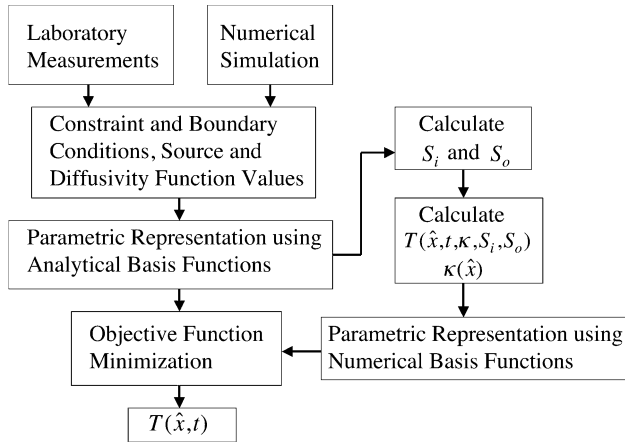 Laboratory
Measurements
Numerical
Simulation
Constraint and Boundary
Conditions, Source and
Diffusivity Function Values
Calculate
S_i and S_o
Parametric Representation using
Analytical Basis Functions
Calculate
T(x̂,t,κ,S_i,S_o)
κ(x̂)
Objective Function
Minimization
Parametric Representation using
Numerical Basis Functions
T(x̂,t)